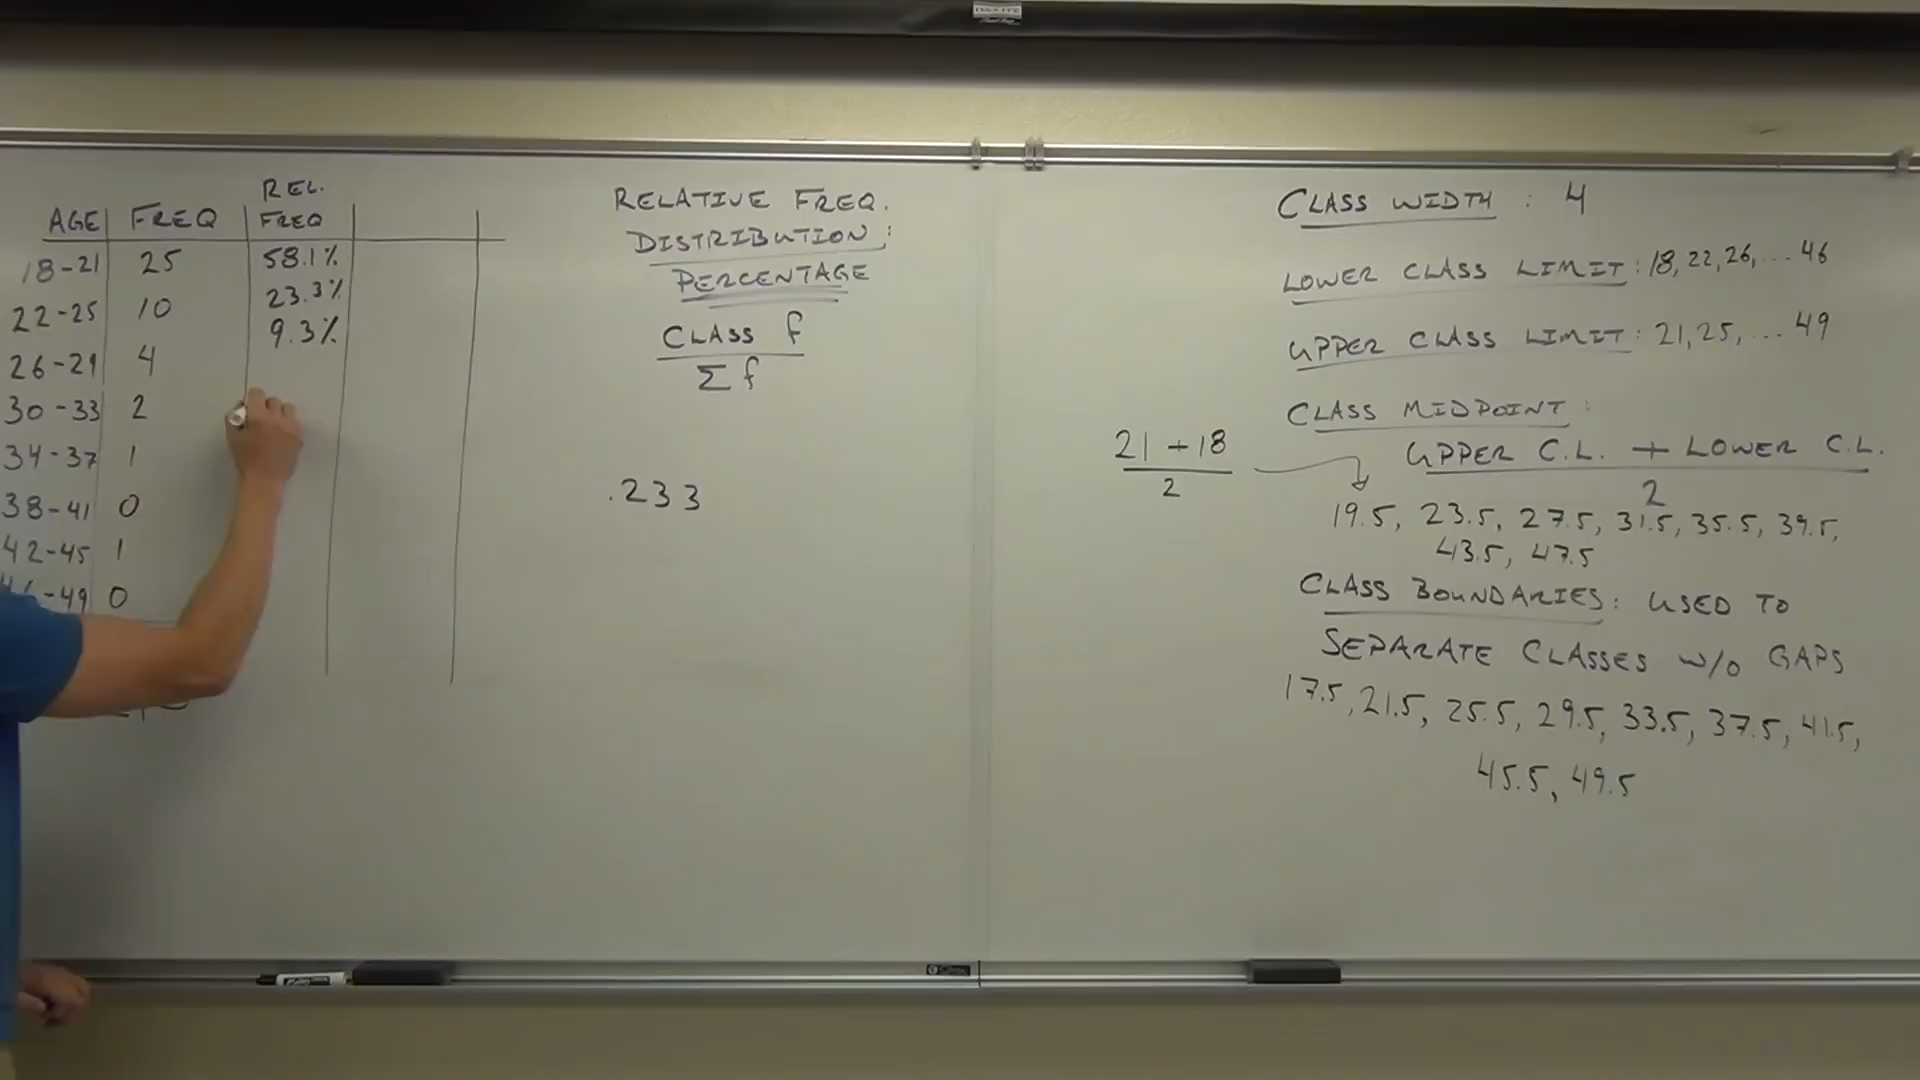 REL.
AGE FREQ FREQ
18-21 25 58.1%
22-25 10 23.3%
9.3%
26-29 4
30-33 2
34-37 1
38-41 0
42-45 1
-49 0
RELATIVE FREQ.
DISTRIBUTION:
PERCENTAGE
CLASS f
Σ f
.233
CLASS WIDTH : 4
LOWER CLASS LIMIT: 18, 22, 26, ... 46
UPPER CLASS LIMIT: 21, 25, ... 49
CLASS MIDPOINT:
UPPER C.L. + LOWER C.L.
2
21 + 18
2
19.5, 23.5, 27.5, 31.5, 35.5, 39.5,
43.5, 47.5
CLASS BOUNDARIES: USED TO
SEPARATE CLASSES w/o GAPS
17.5, 21.5, 25.5, 29.5, 33.5, 37.5, 41.5,
45.5, 49.5